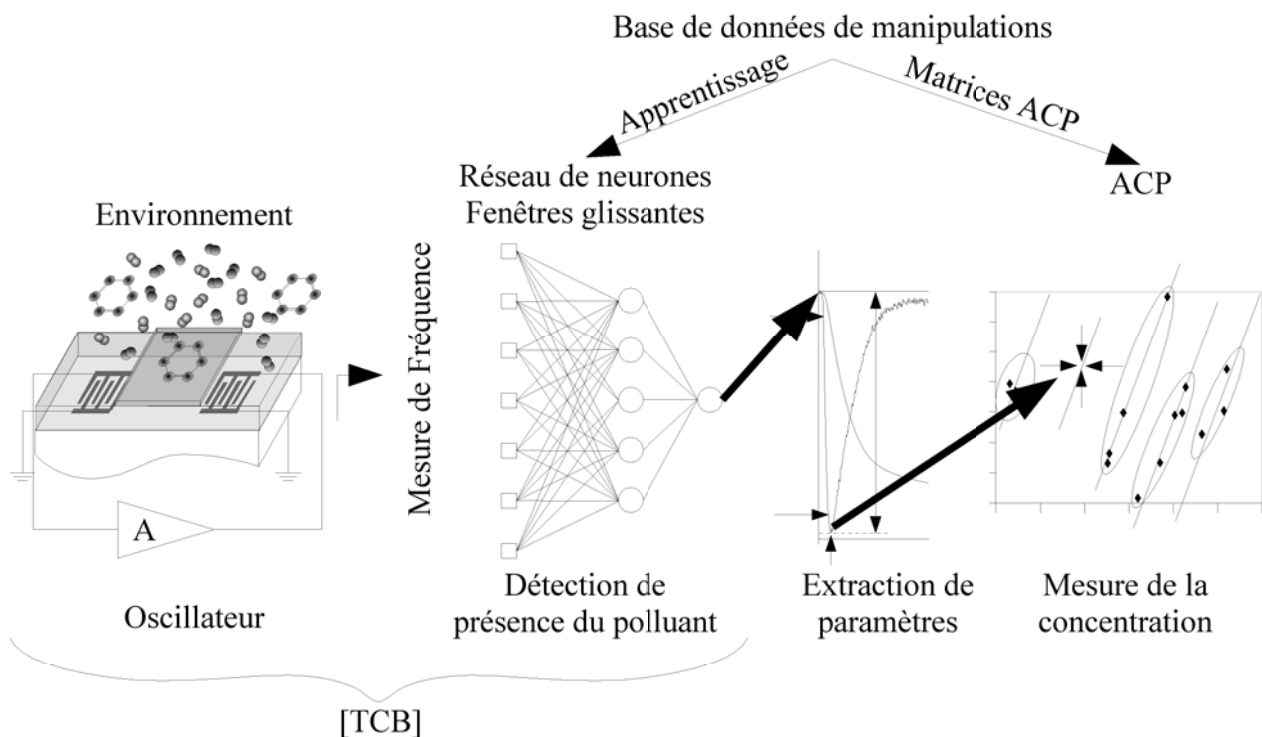 Base de données de manipulations
Apprentissage
Matrices ACP
Réseau de neurones
Fenêtres glissantes
ACP
Environnement
Mesure de Fréquence
A
Oscillateur
Détection de
présence du polluant
Extraction de
paramètres
Mesure de la
concentration
[TCB]